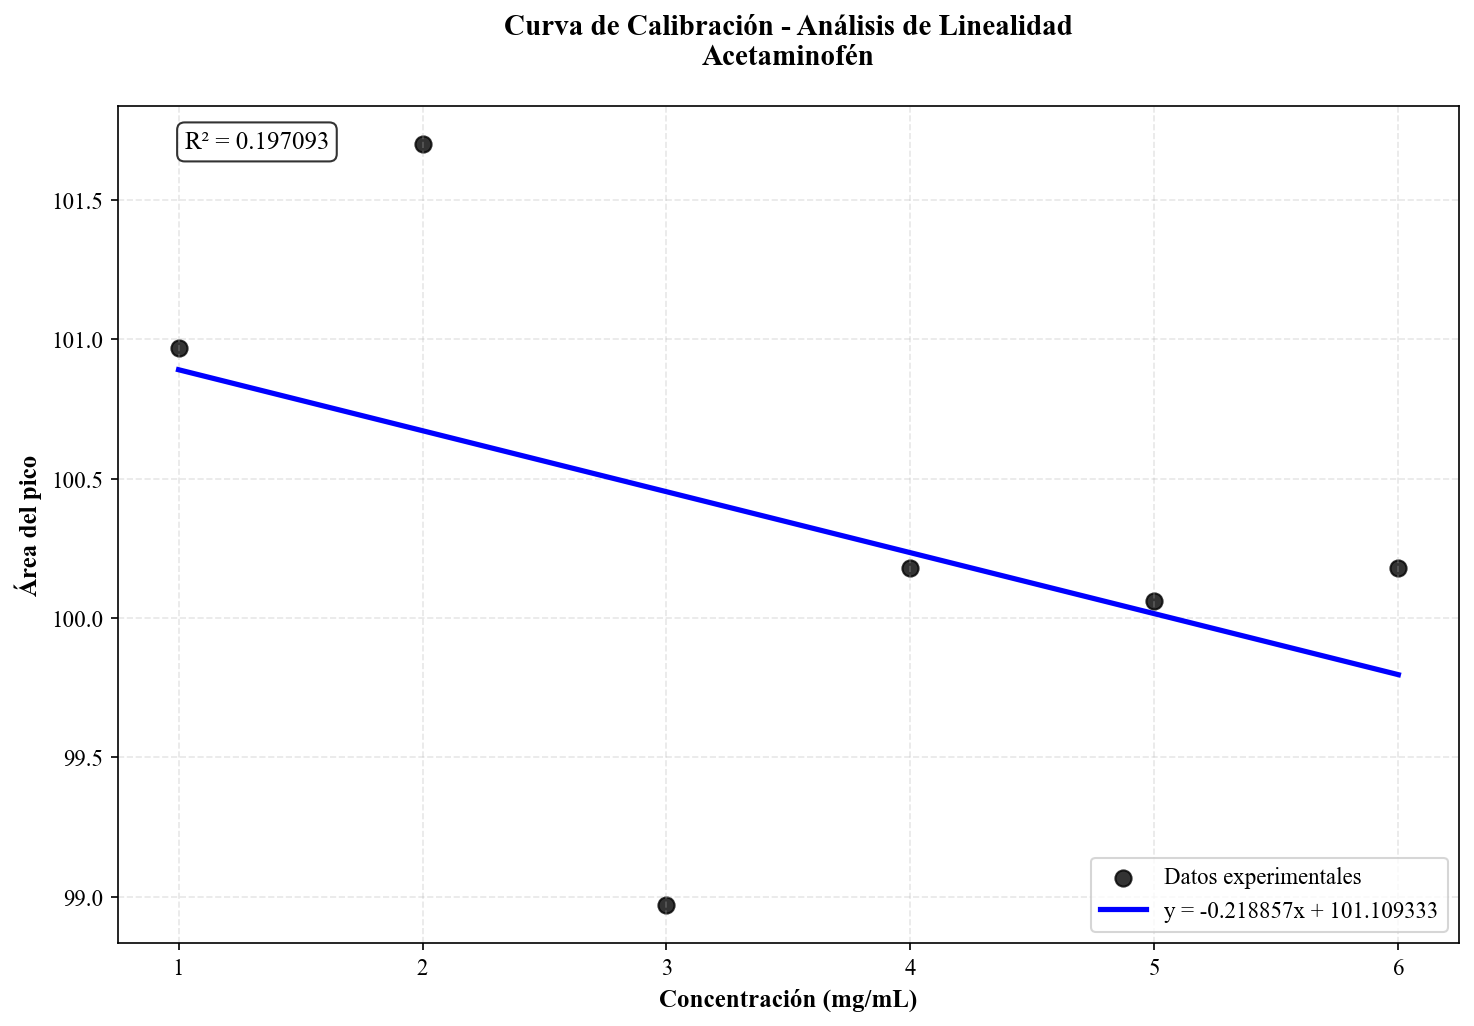 Curva de Calibración - Análisis de Linealidad
Acetaminofén
R² = 0.197093
101.5
101.0
100.5
100.0
99.5
99.0
Área del pico
1 2 3 4 5 6
Concentración (mg/mL)
Datos experimentales
y = -0.218857x + 101.109333